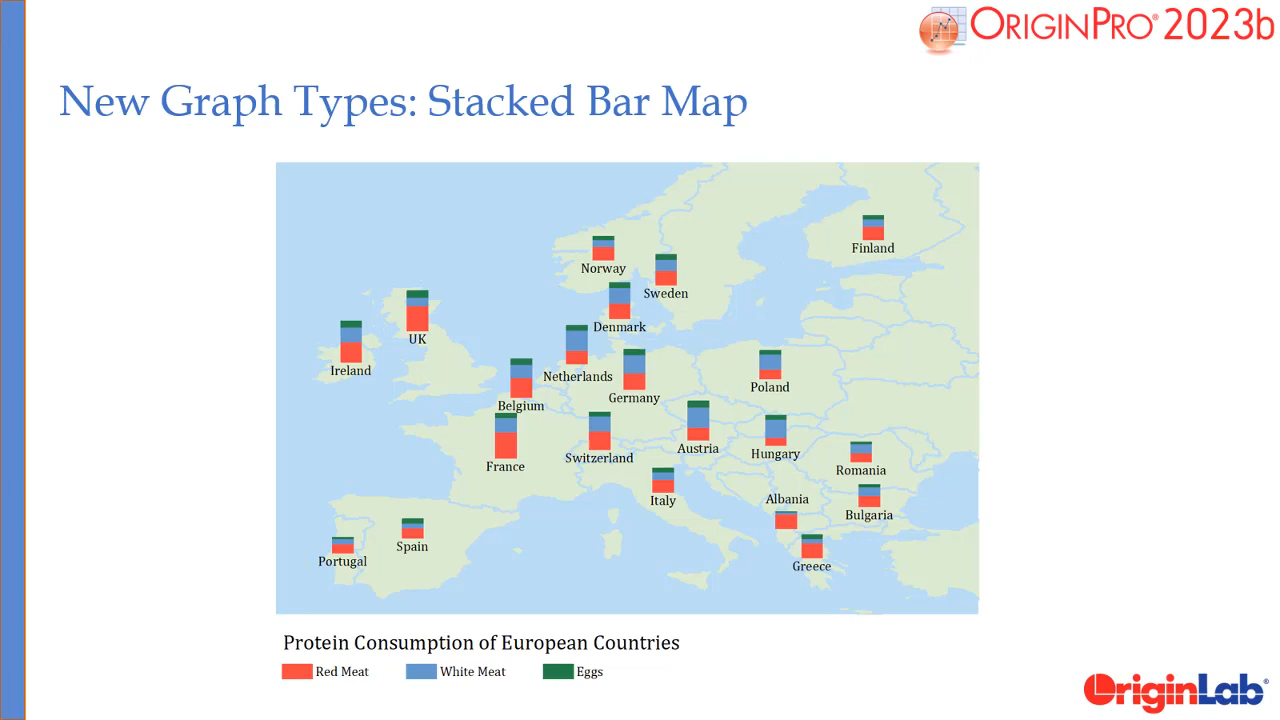 ORIGINPRO® 2023b
New Graph Types: Stacked Bar Map
Finland
Norway
Sweden
Denmark
UK
Ireland
Netherlands
Poland
Germany
Belgium
Austria
Hungary
Switzerland
France
Romania
Italy
Albania
Bulgaria
Spain
Portugal
Greece
Protein Consumption of European Countries
Red Meat White Meat Eggs
OriginLab®